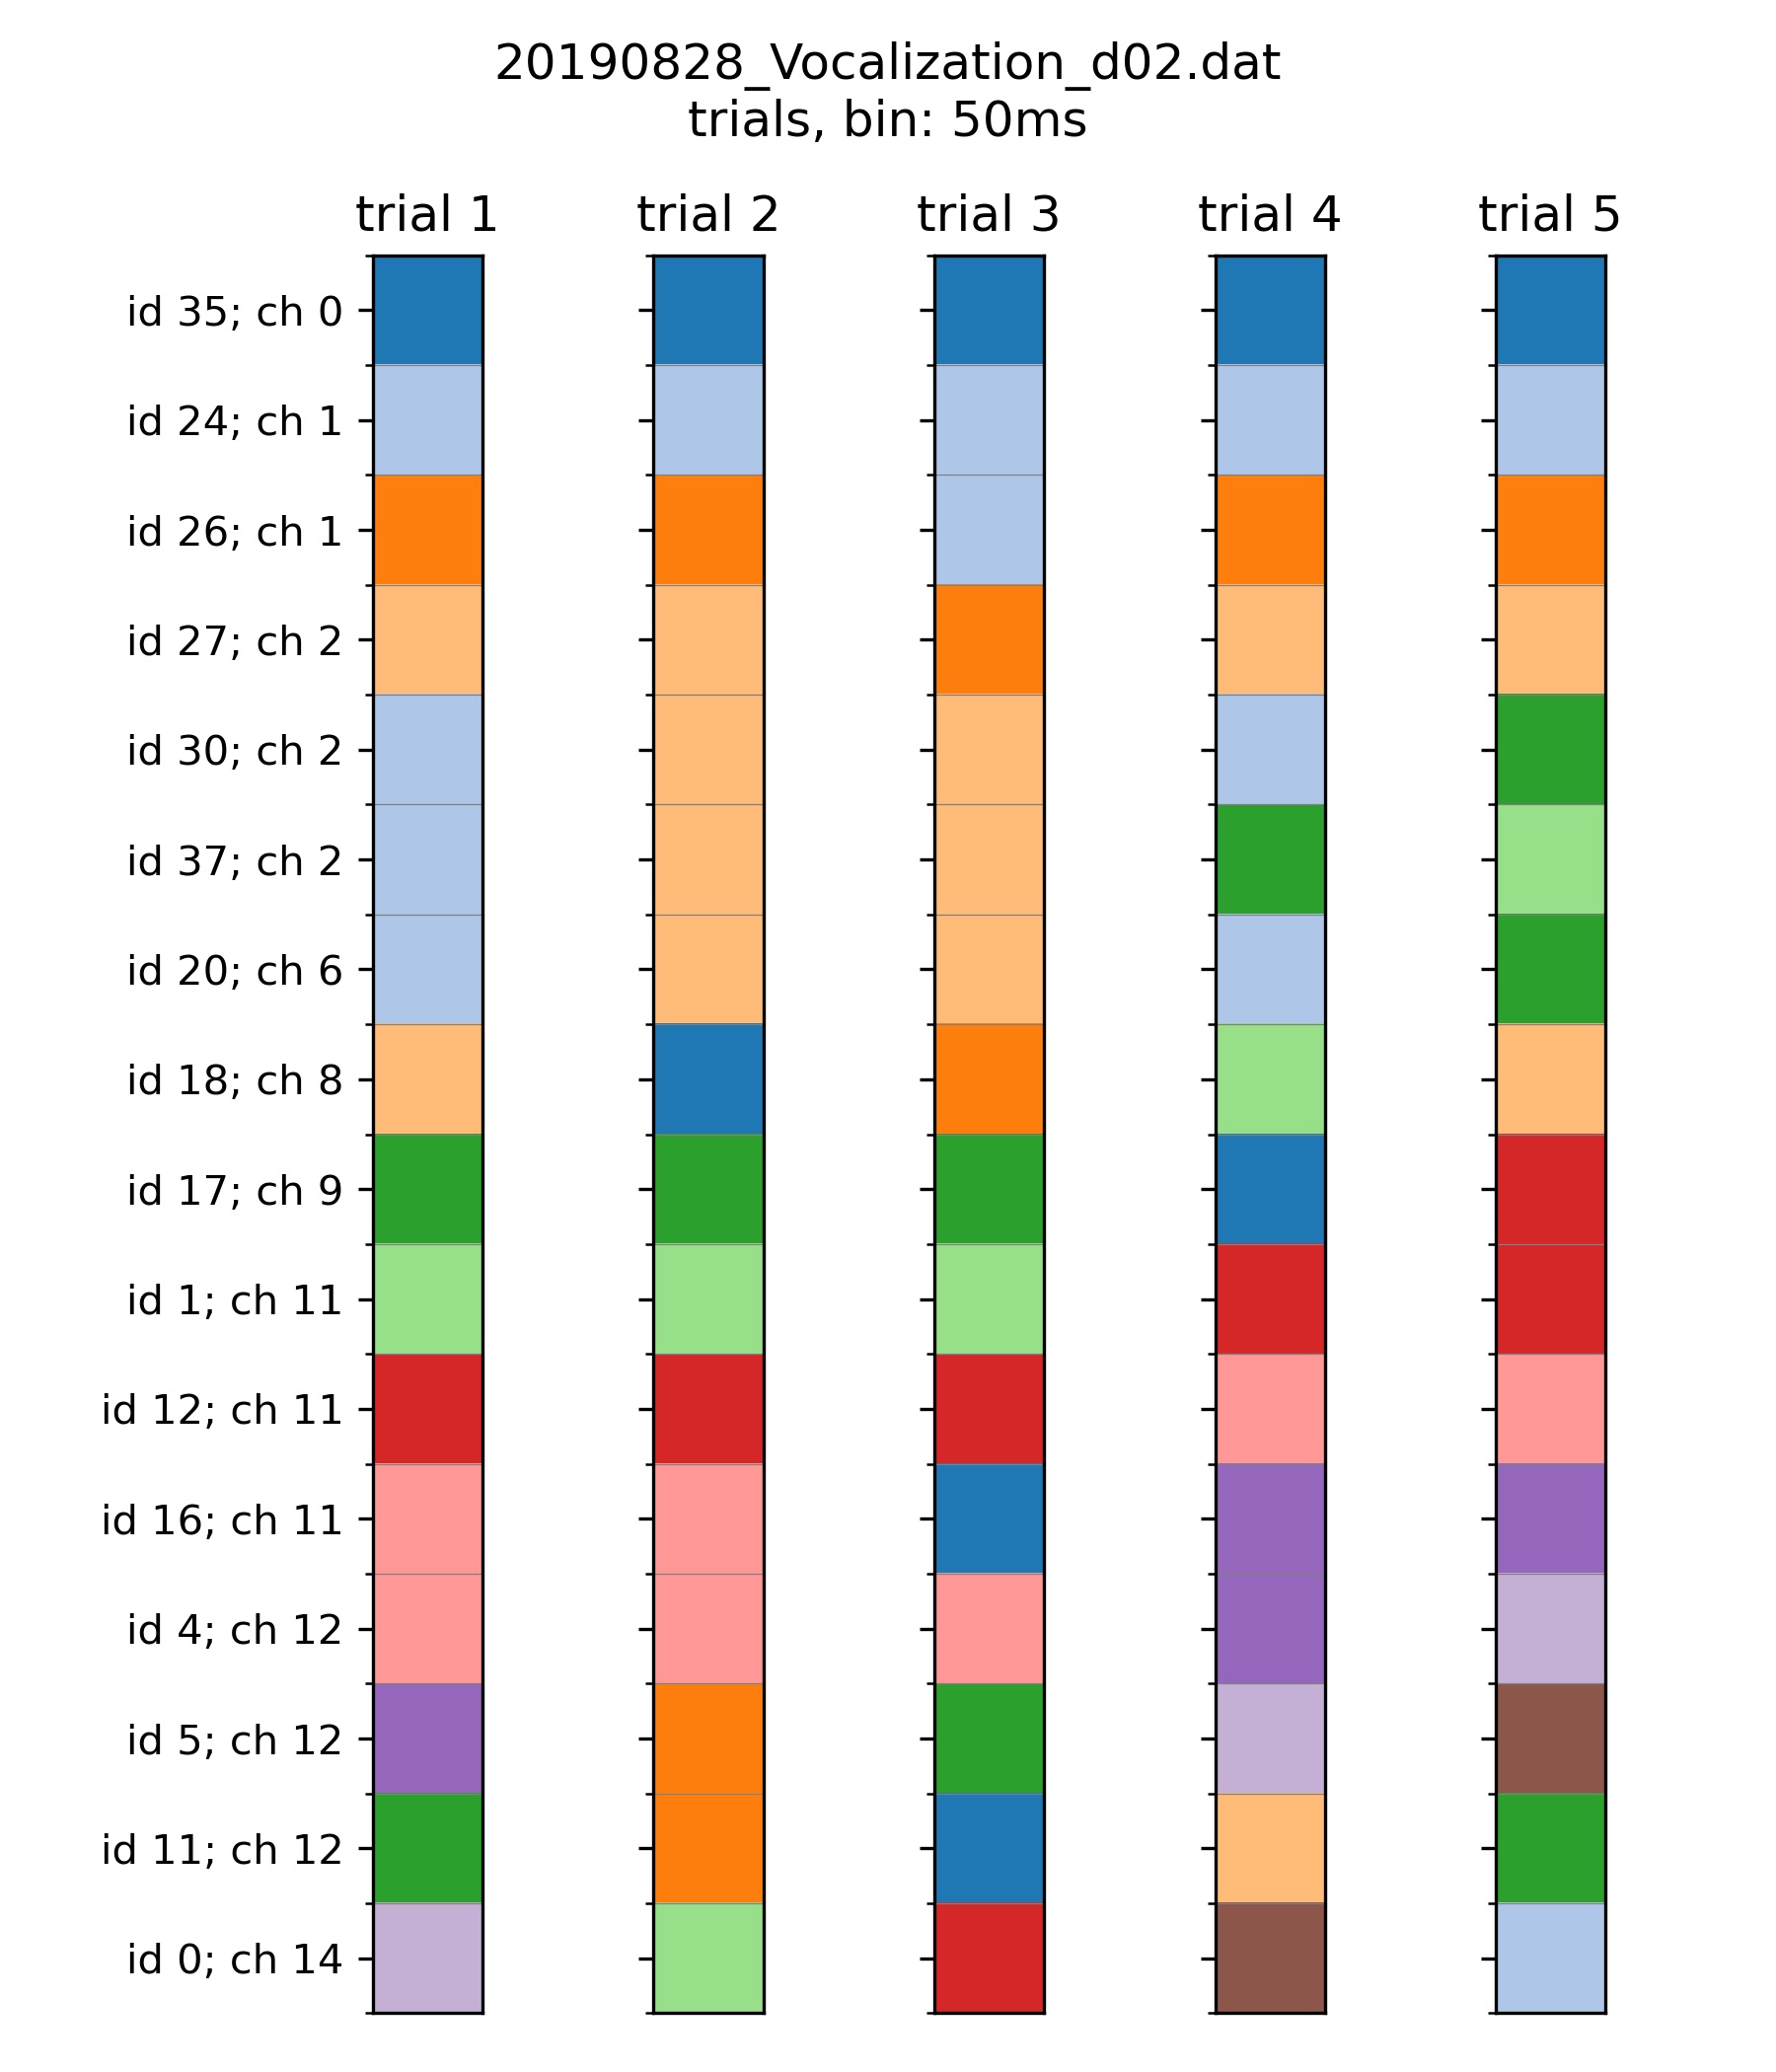 20190828_Vocalization_d02.dat
trials, bin: 50ms
trial 1 trial 2 trial 3 trial 4 trial 5
id 35; ch 0
id 24; ch 1
id 26; ch 1
id 27; ch 2
id 30; ch 2
id 37; ch 2
id 20; ch 6
id 18; ch 8
id 17; ch 9
id 1; ch 11
id 12; ch 11
id 16; ch 11
id 4; ch 12
id 5; ch 12
id 11; ch 12
id 0; ch 14